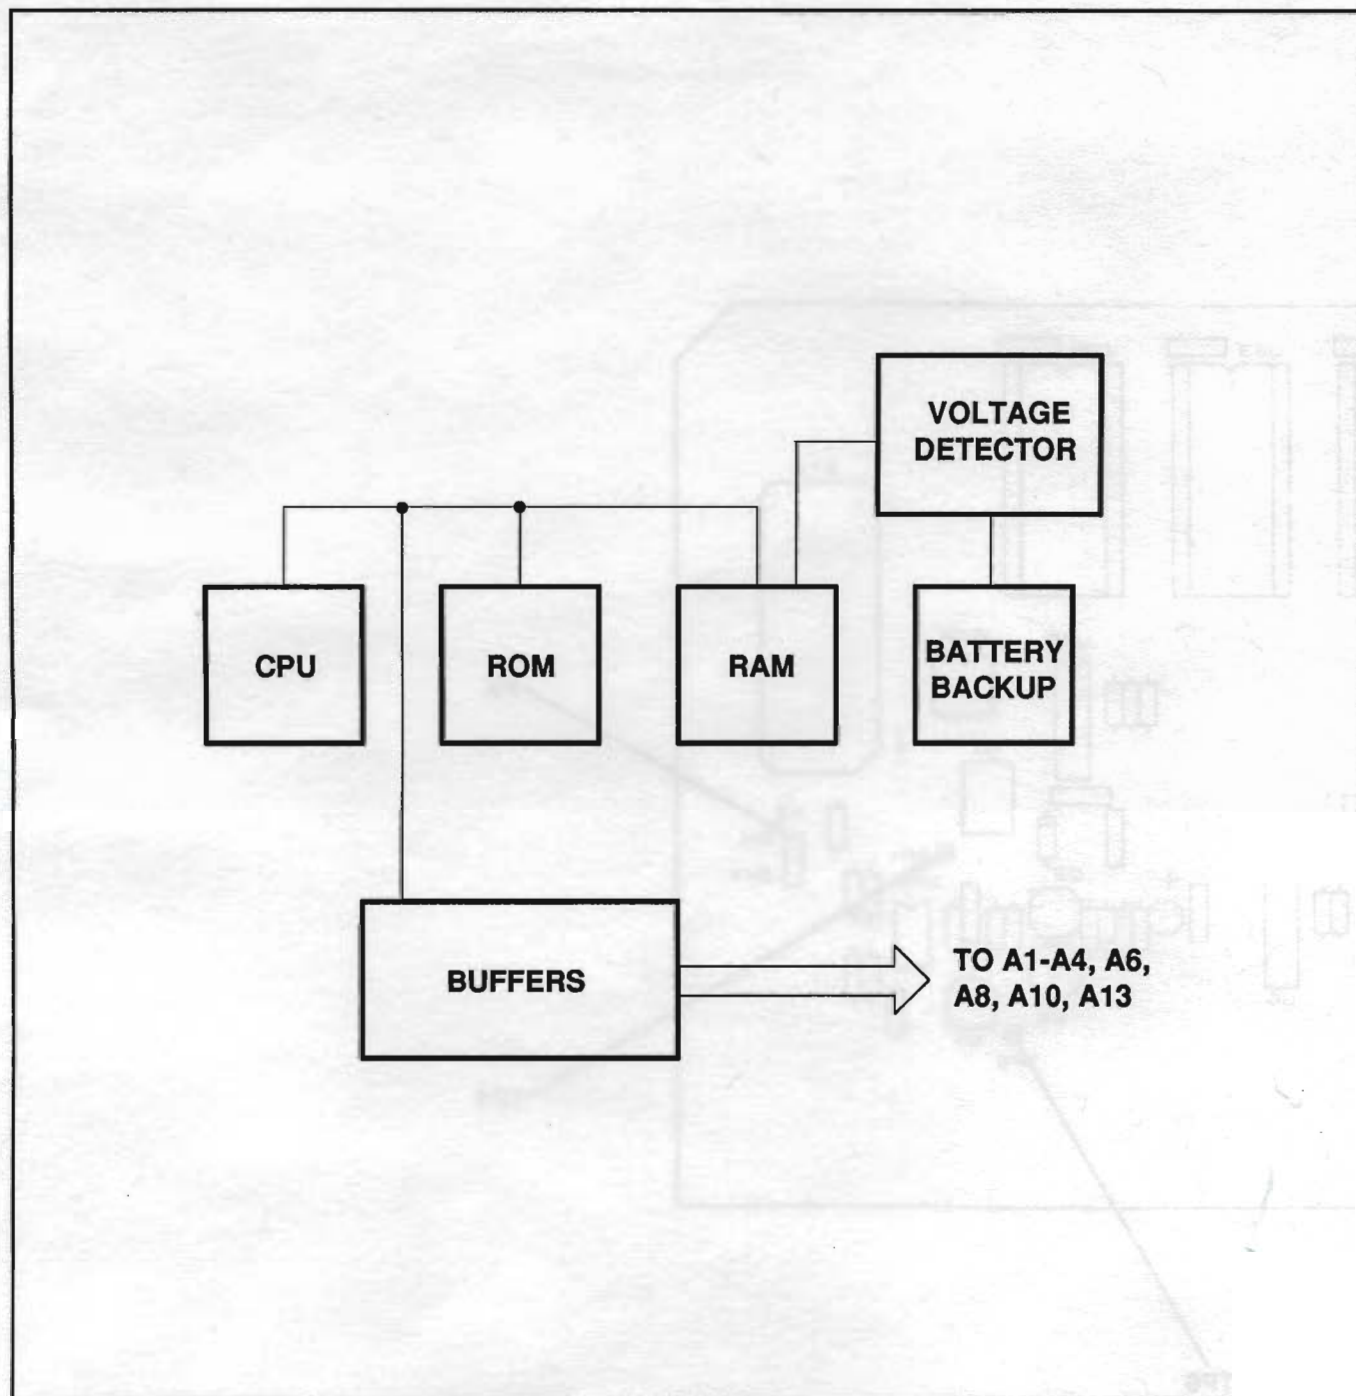 VOLTAGE
DETECTOR
CPU
ROM
RAM
BATTERY
BACKUP
BUFFERS
TO A1-A4, A6,
A8, A10, A13